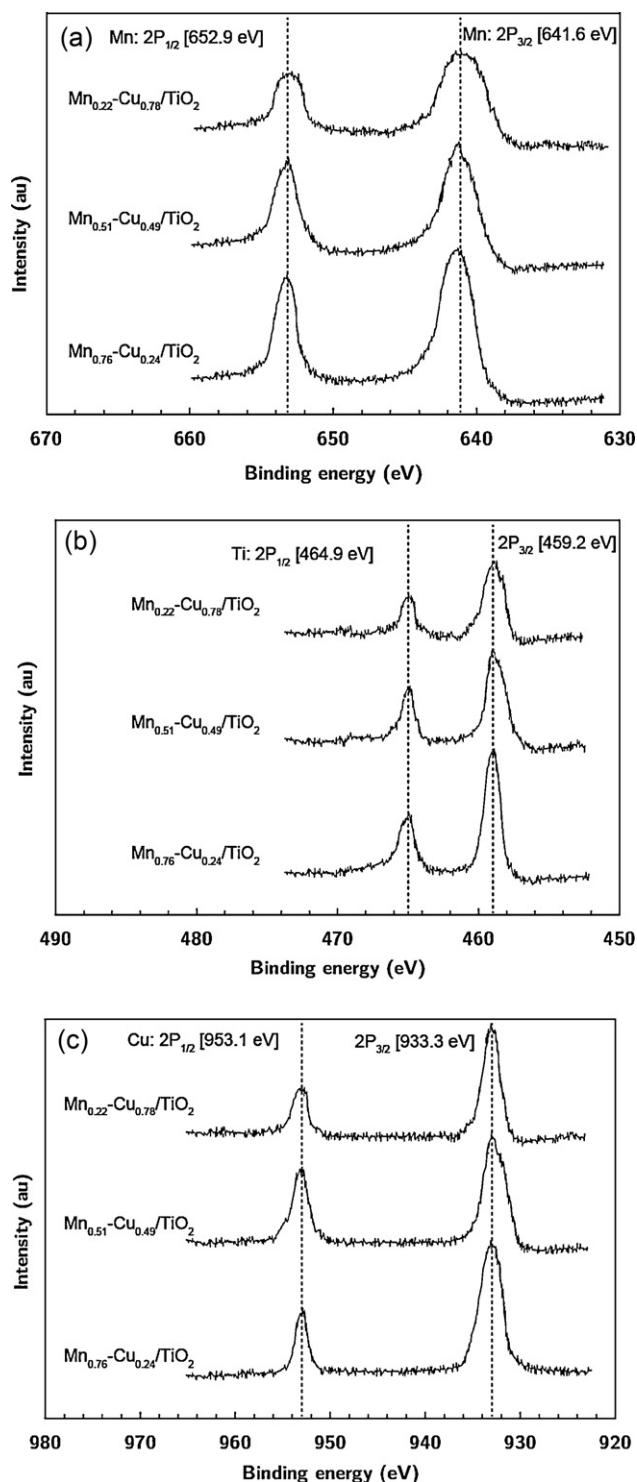 (a)
Mn: 2P1/2 [652.9 eV] Mn: 2P3/2 [641.6 eV]
Mn0.22-Cu0.78/TiO2
Mn0.51-Cu0.49/TiO2
Mn0.76-Cu0.24/TiO2
Intensity (au)
670 660 650 640 630
Binding energy (eV)
(b)
Ti: 2P1/2 [464.9 eV] 2P3/2 [459.2 eV]
Mn0.22-Cu0.78/TiO2
Mn0.51-Cu0.49/TiO2
Mn0.76-Cu0.24/TiO2
Intensity (au)
490 480 470 460 450
Binding energy (eV)
(c)
Cu: 2P1/2 [953.1 eV] 2P3/2 [933.3 eV]
Mn0.22-Cu0.78/TiO2
Mn0.51-Cu0.49/TiO2
Mn0.76-Cu0.24/TiO2
Intensity (au)
980 960 950 940 930 920
Binding energy (eV)